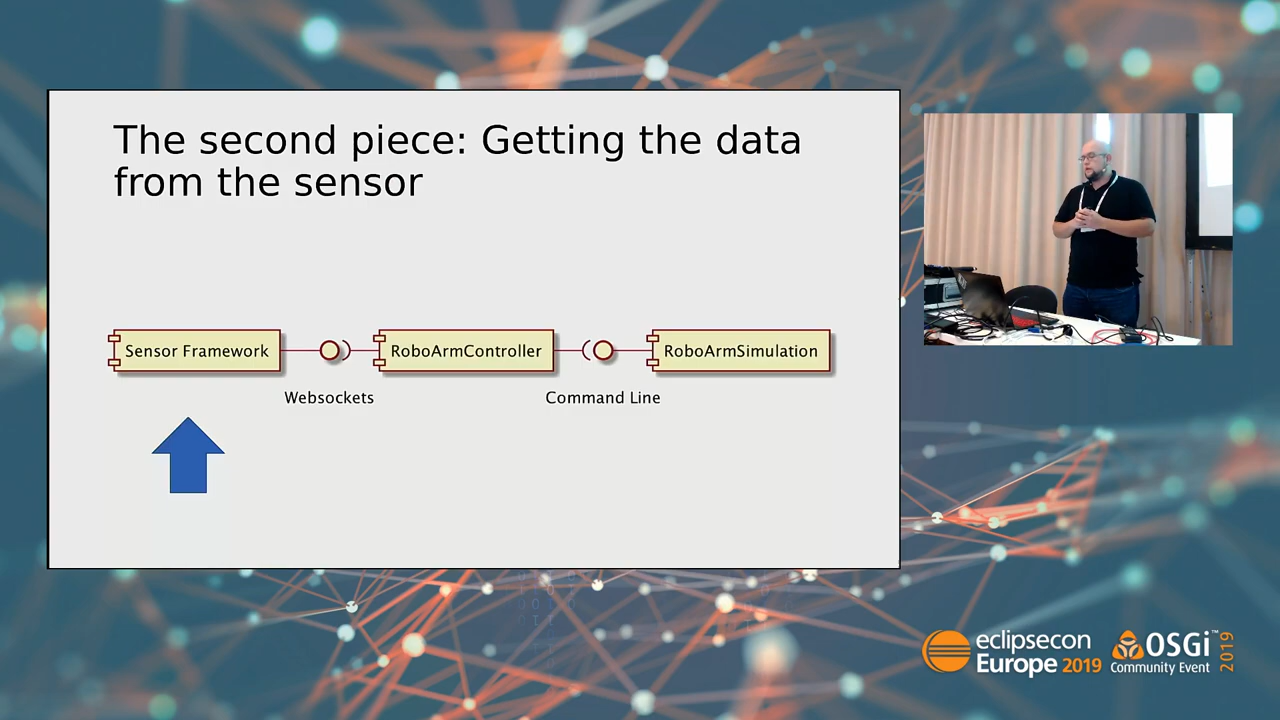 The second piece: Getting the data
from the sensor
Sensor Framework
RoboArmController
RoboArmSimulation
Websockets
Command Line
eclipsecon
Europe 2019
OSGi™
Community Event
2019